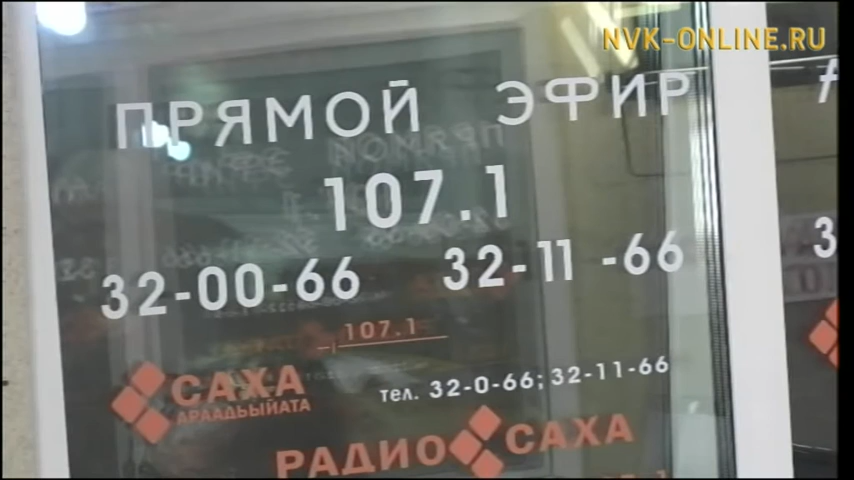 NVK-ONLINE.RU
ПРЯМОЙ ЭФИР
107.1
32-00-66 32-11 -66
107.1
САХА
АРААДЬЫЙАТА
тел. 32-0-66; 32-11-66
РАДИО САХА